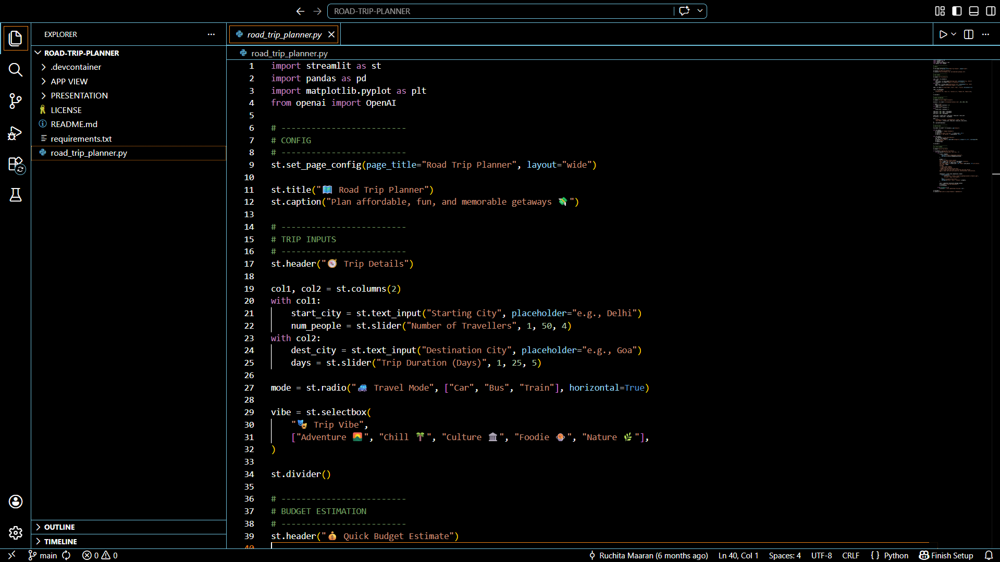 ROAD-TRIP-PLANNER
EXPLORER
ROAD-TRIP-PLANNER
.devcontainer
APP VIEW
PRESENTATION
LICENSE
README.md
requirements.txt
road_trip_planner.py
OUTLINE
TIMELINE
road_trip_planner.py
road_trip_planner.py
1 import streamlit as st
2 import pandas as pd
3 import matplotlib.pyplot as plt
4 from openai import OpenAI
5
6 # -------------------------
7 # CONFIG
8 # -------------------------
9 st.set_page_config(page_title="Road Trip Planner", layout="wide")
10
11 st.title("🗺️ Road Trip Planner")
12 st.caption("Plan affordable, fun, and memorable getaways 💸")
13
14 # -------------------------
15 # TRIP INPUTS
16 # -------------------------
17 st.header("🧭 Trip Details")
18
19 col1, col2 = st.columns(2)
20 with col1:
21     start_city = st.text_input("Starting City", placeholder="e.g., Delhi")
22     num_people = st.slider("Number of Travellers", 1, 50, 4)
23 with col2:
24     dest_city = st.text_input("Destination City", placeholder="e.g., Goa")
25     days = st.slider("Trip Duration (Days)", 1, 25, 5)
26
27 mode = st.radio("🚙 Travel Mode", ["Car", "Bus", "Train"], horizontal=True)
28
29 vibe = st.selectbox(
30     "🎭 Trip Vibe",
31     ["Adventure 🌄", "Chill 🌴", "Culture 🏛️", "Foodie 🍲", "Nature 🌿"],
32 )
33
34 st.divider()
35
36 # -------------------------
37 # BUDGET ESTIMATION
38 # -------------------------
39 st.header("💰 Quick Budget Estimate")
40
main
0
0
Ruchita Maaran (6 months ago)
Ln 40, Col 1
Spaces: 4
UTF-8
CRLF
{ } Python
Finish Setup